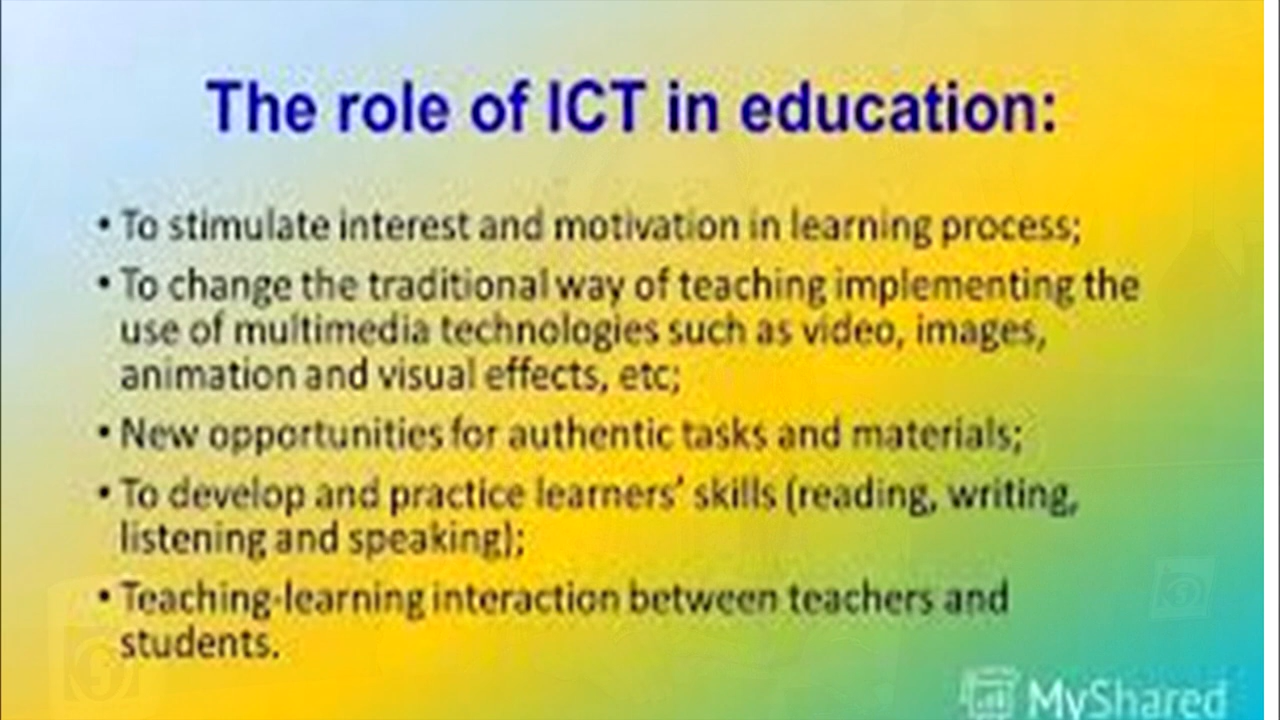 The role of ICT in education:
• To stimulate interest and motivation in learning process;
• To change the traditional way of teaching implementing the
use of multimedia technologies such as video, images,
animation and visual effects, etc;
• New opportunities for authentic tasks and materials;
• To develop and practice learners’ skills (reading, writing,
listening and speaking);
• Teaching-learning interaction between teachers and
students.
MyShared